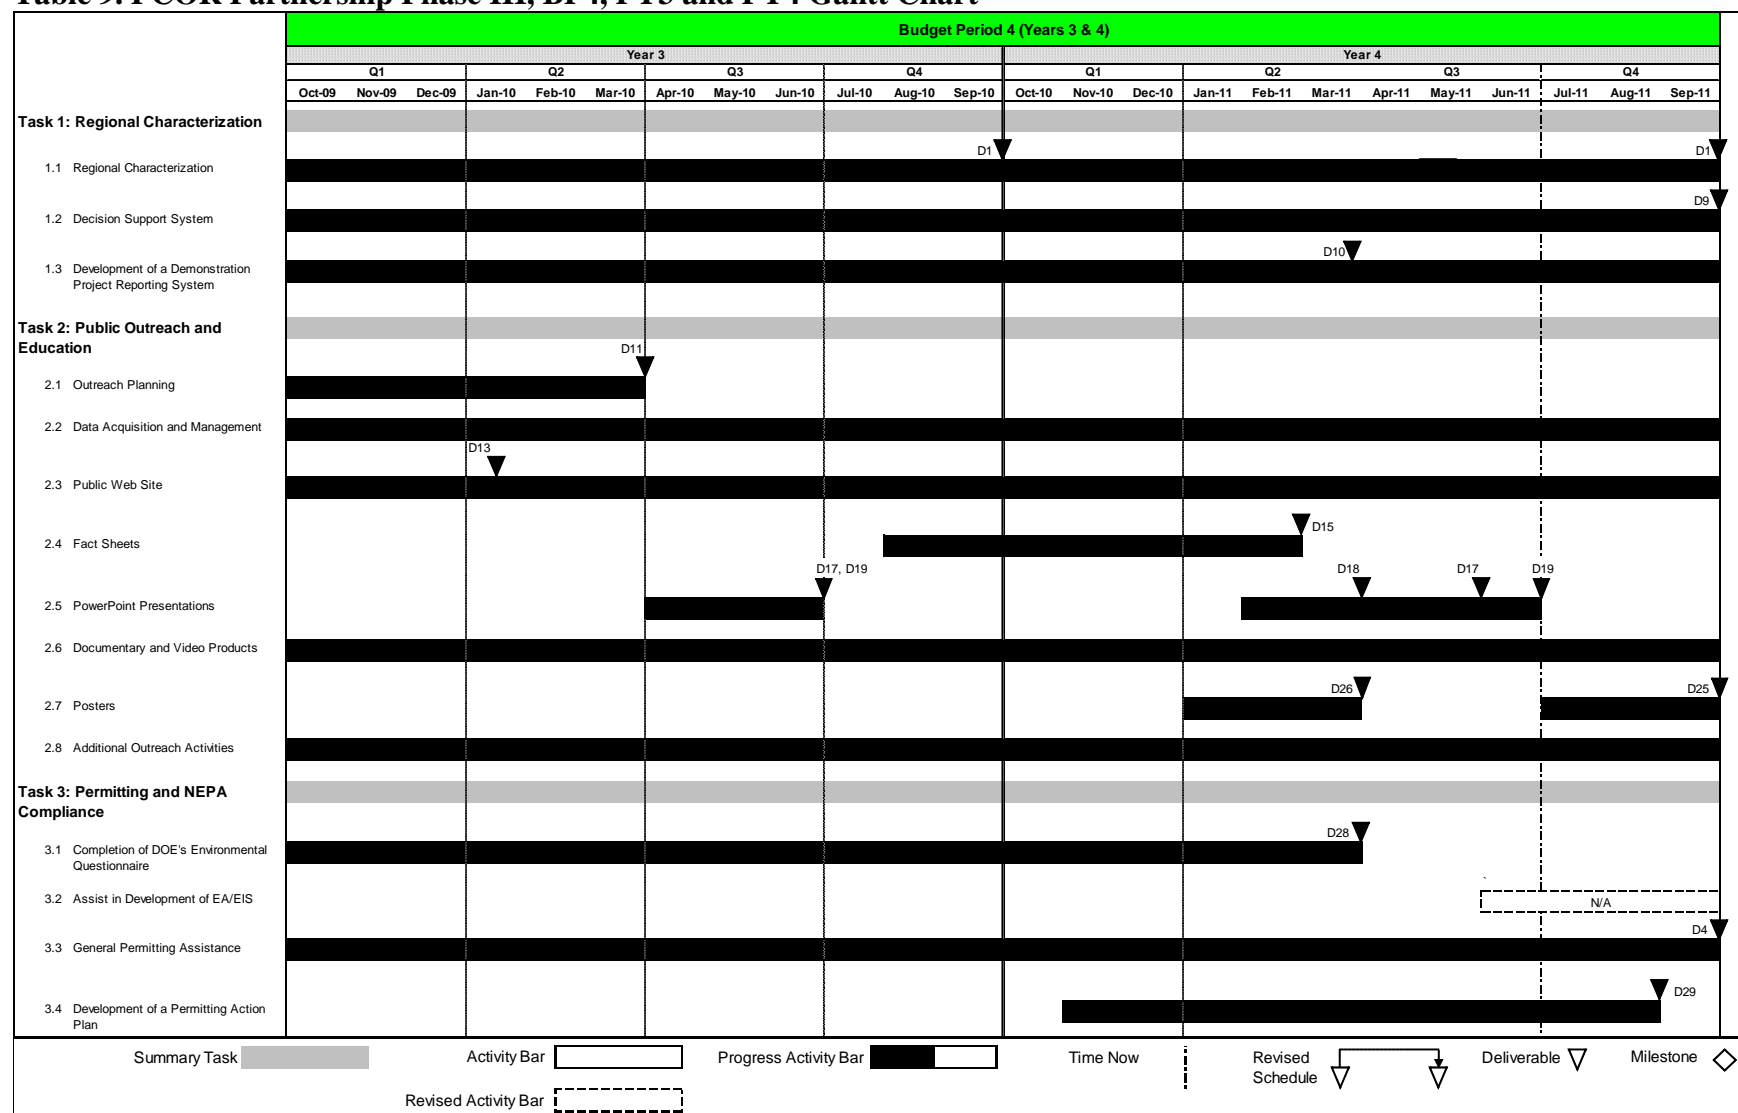 Table 9. PCOR Partnership Phase III, BP4, PY3 and PY4 Gantt Chart
Budget Period 4 (Years 3 & 4)
Year 3 Year 4
Q1 Q2 Q3 Q4 Q1 Q2 Q3 Q4
Oct-09 Nov-09 Dec-09 Jan-10 Feb-10 Mar-10 Apr-10 May-10 Jun-10 Jul-10 Aug-10 Sep-10 Oct-10 Nov-10 Dec-10 Jan-11 Feb-11 Mar-11 Apr-11 May-11 Jun-11 Jul-11 Aug-11 Sep-11
Task 1: Regional Characterization
D1 D1
1.1 Regional Characterization
D9
1.2 Decision Support System
D10
1.3 Development of a Demonstration
Project Reporting System
Task 2: Public Outreach and
Education
D11
2.1 Outreach Planning
2.2 Data Acquisition and Management
D13
2.3 Public Web Site
D15
2.4 Fact Sheets
D17, D19 D18 D17 D19
2.5 PowerPoint Presentations
2.6 Documentary and Video Products
D26 D25
2.7 Posters
2.8 Additional Outreach Activities
Task 3: Permitting and NEPA
Compliance
D28
3.1 Completion of DOE's Environmental
Questionnaire
3.2 Assist in Development of EA/EIS
N/A
D4
3.3 General Permitting Assistance
D29
3.4 Development of a Permitting Action
Plan
Summary Task Activity Bar Progress Activity Bar Time Now Revised Deliverable Milestone
Schedule
Revised Activity Bar